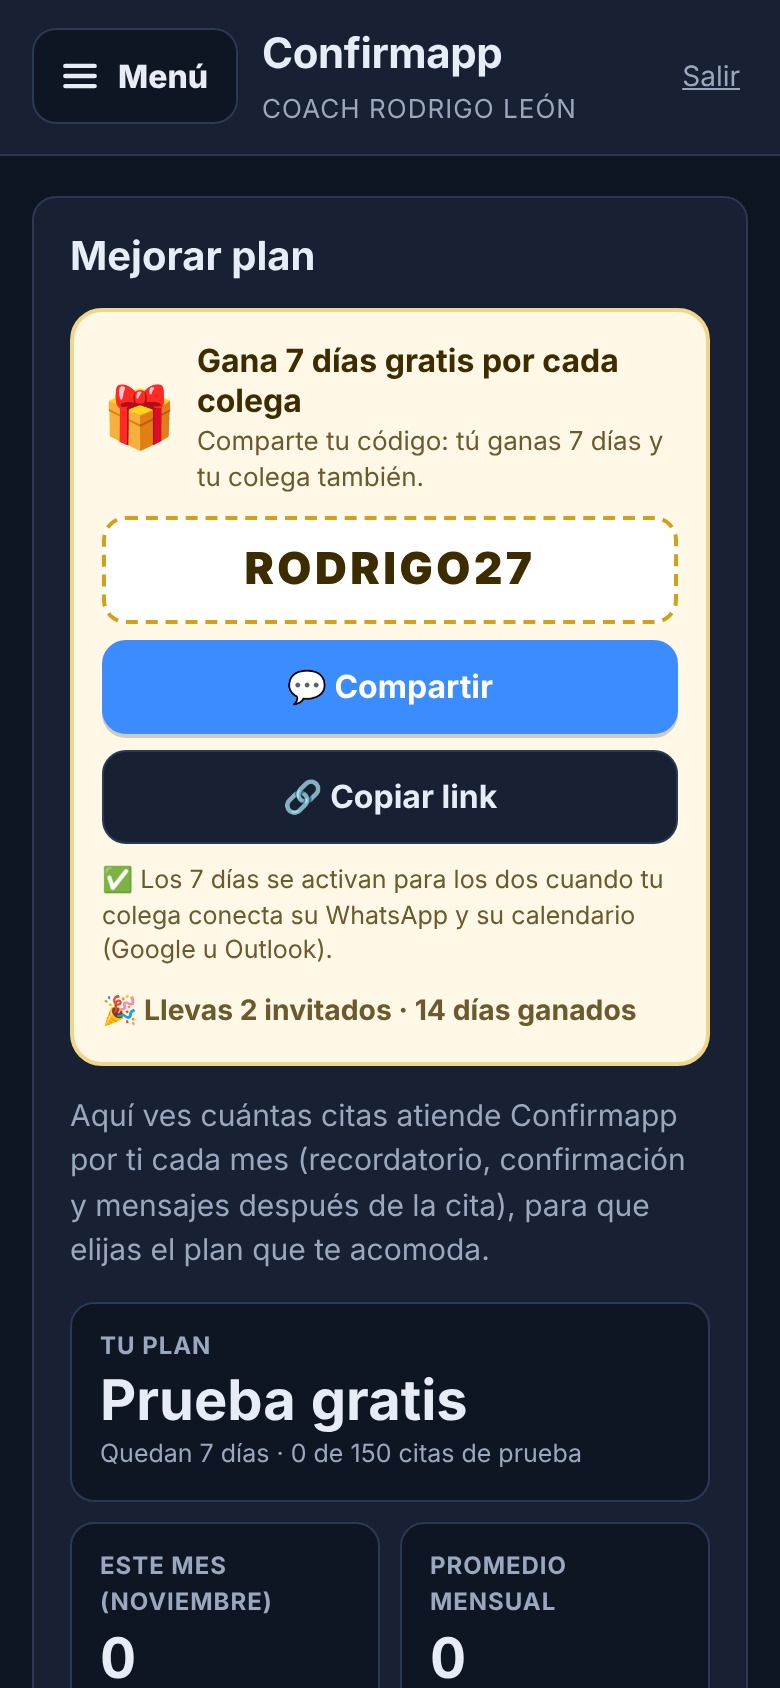 Menú
Confirmapp
COACH RODRIGO LEÓN
Salir
Mejorar plan
Gana 7 días gratis por cada
colega
Comparte tu código: tú ganas 7 días y
tu colega también.
RODRIGO27
💬 Compartir
🔗 Copiar link
✅ Los 7 días se activan para los dos cuando tu
colega conecta su WhatsApp y su calendario
(Google u Outlook).
🎉 Llevas 2 invitados · 14 días ganados
Aquí ves cuántas citas atiende Confirmapp
por ti cada mes (recordatorio, confirmación
y mensajes después de la cita), para que
elijas el plan que te acomoda.
TU PLAN
Prueba gratis
Quedan 7 días · 0 de 150 citas de prueba
ESTE MES
(NOVIEMBRE)
0
PROMEDIO
MENSUAL
0